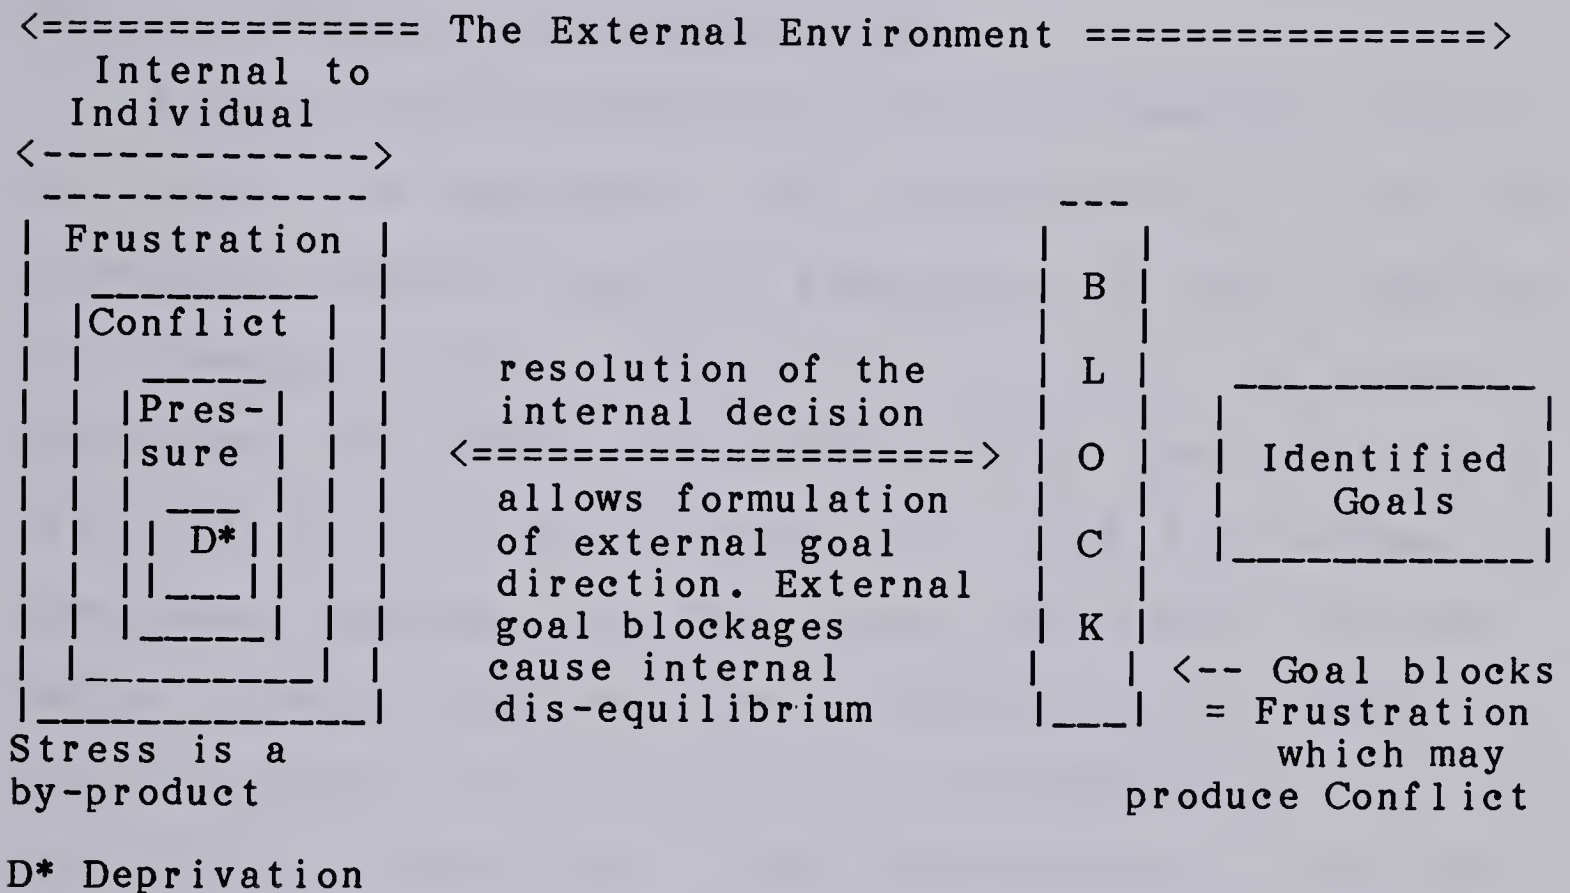 <=============== The External Environment ================>
Internal to
Individual
<------------->
Frustration
Conflict
Pres-
sure
D*
Stress is a
by-product
D* Deprivation
resolution of the
internal decision
<====================>
allows formulation
of external goal
direction. External
goal blockages
cause internal
dis-equilibrium
B
L
O
C
K
Identified
Goals
<-- Goal blocks
= Frustration
which may
produce Conflict